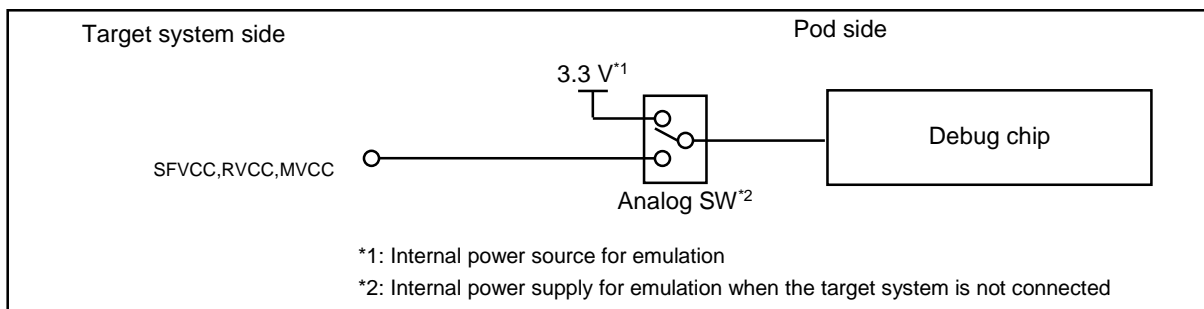 Target system side
Pod side
3.3 V*1
SFVCC,RVCC,MVCC
Debug chip
Analog SW*2
*1: Internal power source for emulation
*2: Internal power supply for emulation when the target system is not connected